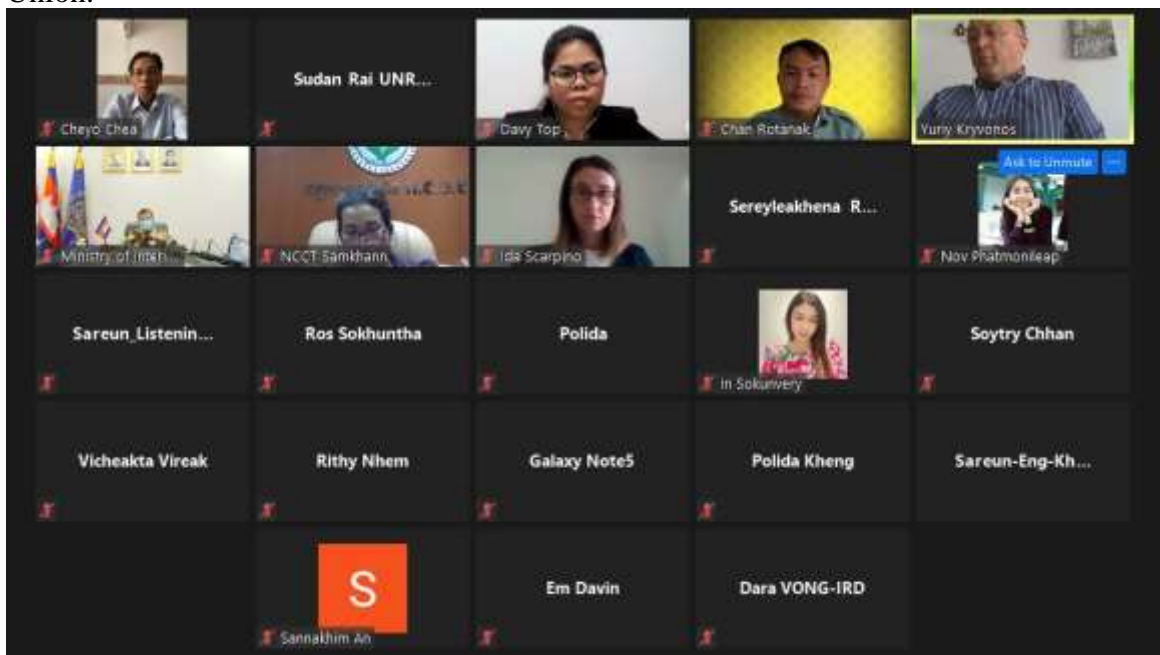 Union.
Cheyo Chea
Sudan Rai UNR...
Davy Top
Chan Rotanak
Yuriy Kryvonos
Ask to Unmute
Ministry of Interi...
NCCT Samkhann
Ida Scarpino
Sereyleakhena R...
Nov Phatmonileap
Sareun_Listenin...
Ros Sokhuntha
Polida
In Sokunvery
Soytry Chhan
Vicheakta Vireak
Rithy Nhem
Galaxy Note5
Polida Kheng
Sareun-Eng-Kh...
S
Sannakhim An
Em Davin
Dara VONG-IRD